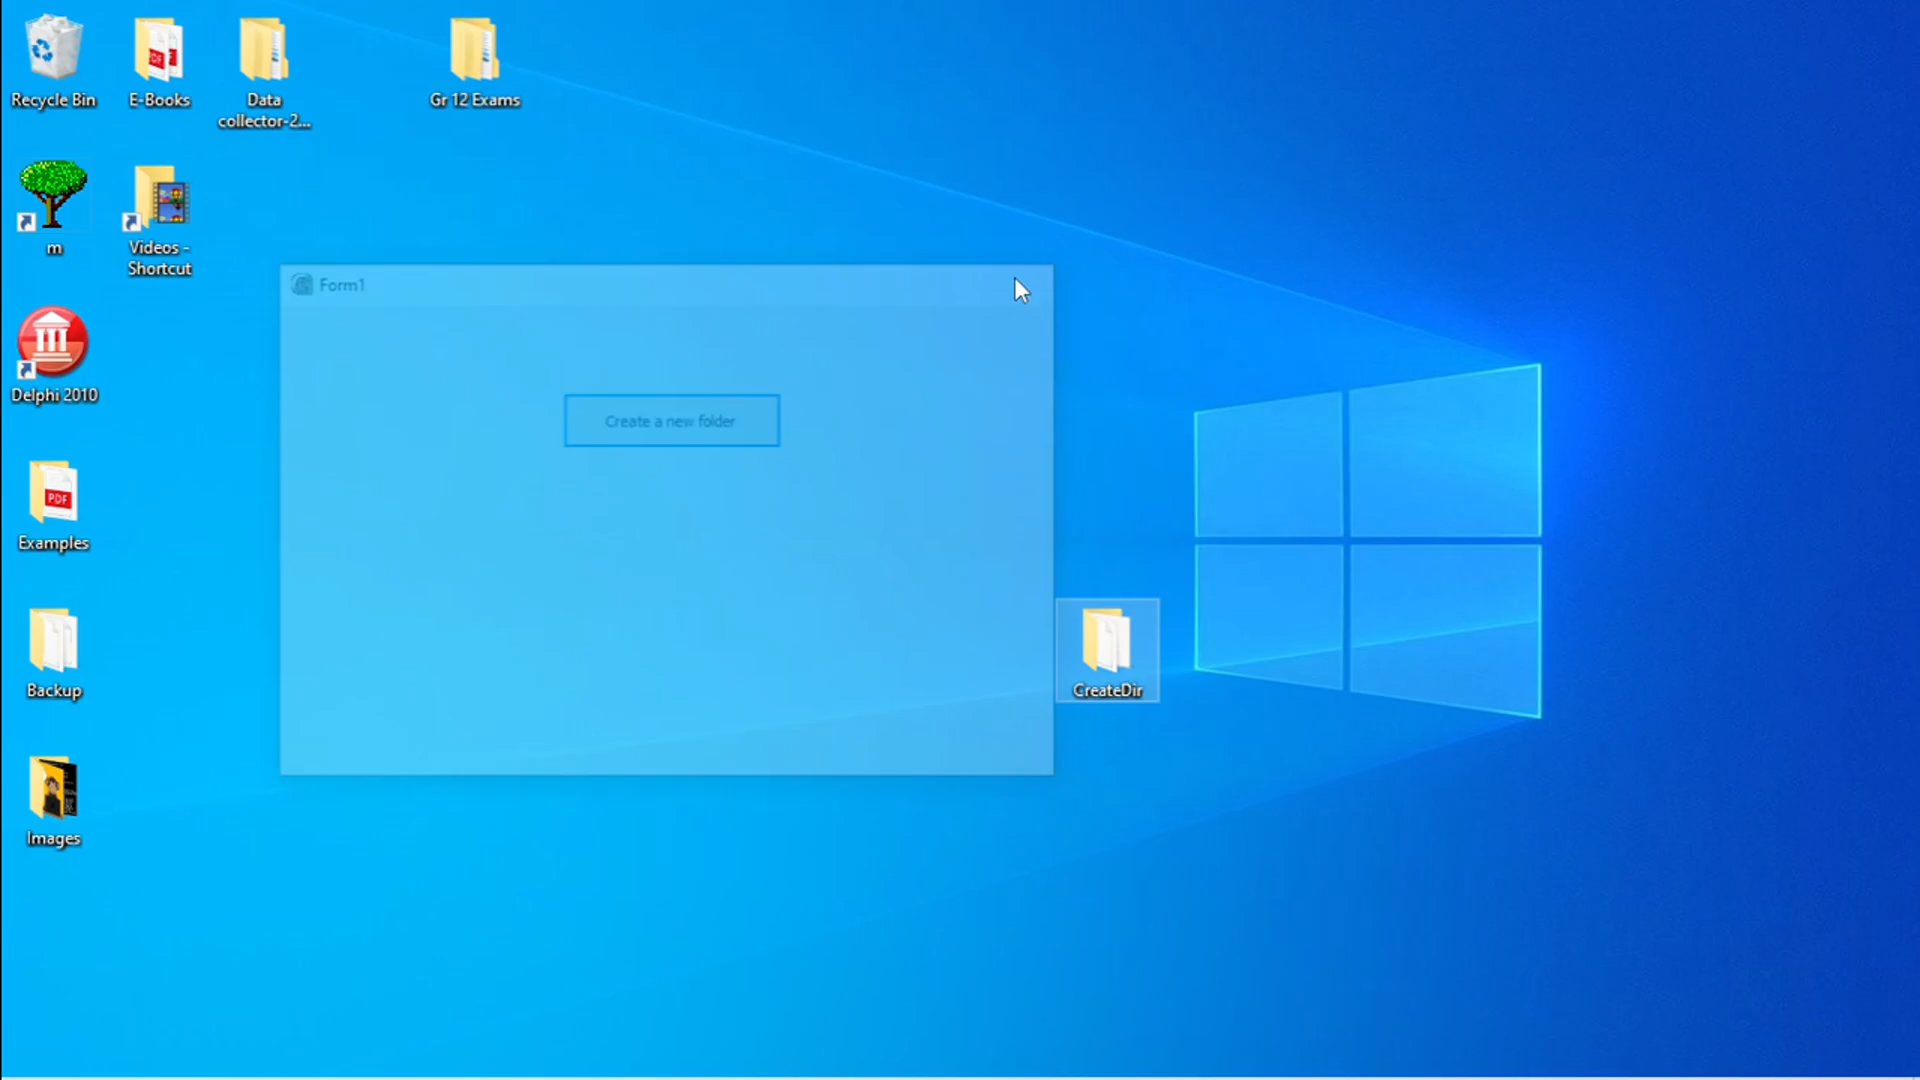 Recycle Bin
E-Books
Data
collector-2...
Gr 12 Exams
m
Videos -
Shortcut
Form1
Delphi 2010
Create a new folder
PDF
Examples
Backup
CreateDir
Images